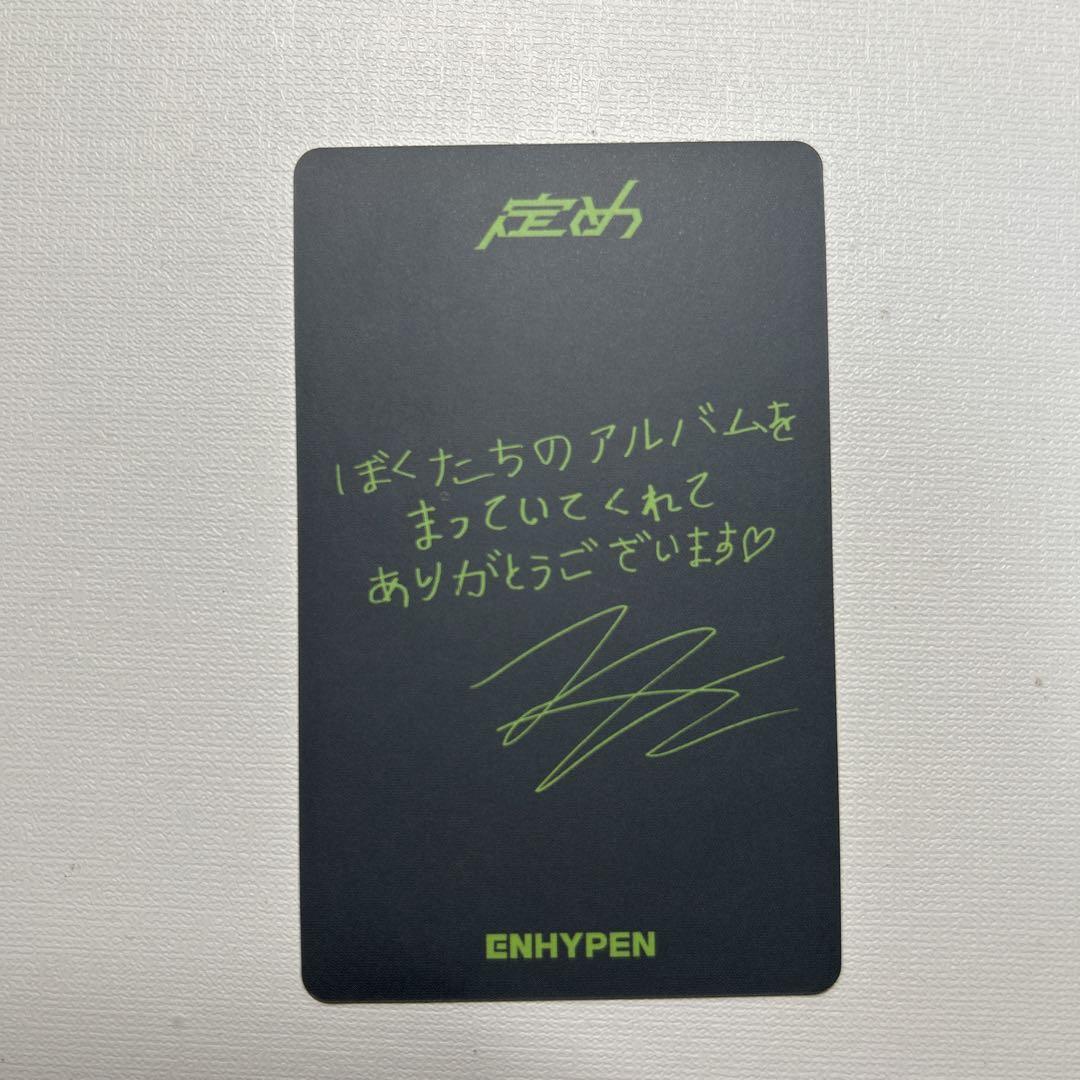 定め
ぼくたちのアルバムを
まっていてくれて
ありがとうございます♡
ENHYPEN